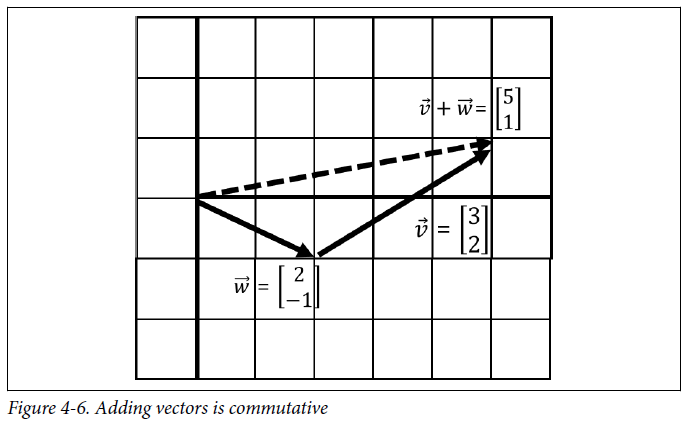 v⃗ + w⃗ = [5 1]
v⃗ = [3 2]
w⃗ = [2 −1]
Figure 4-6. Adding vectors is commutative